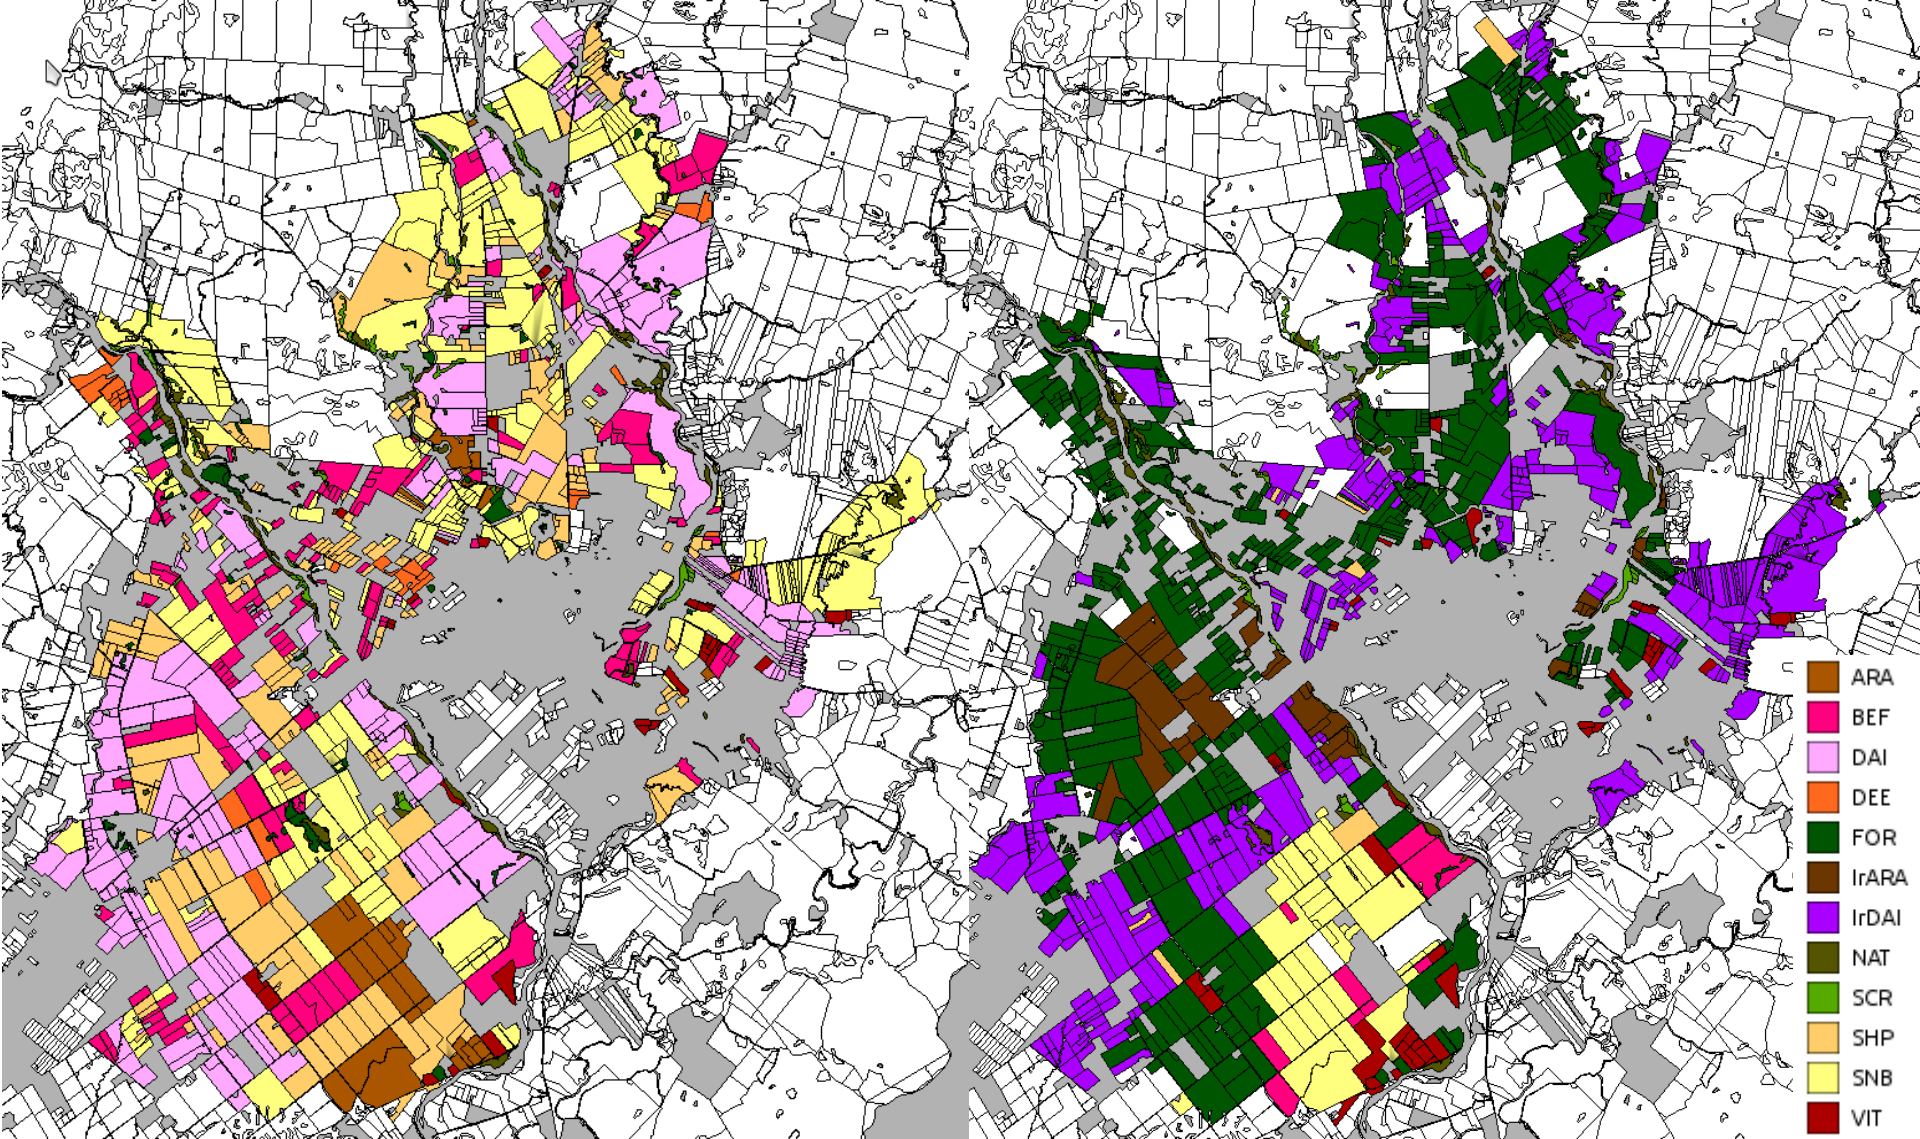 ARA
BEF
DAI
DEE
FOR
IrARA
IrDAI
NAT
SCR
SHP
SNB
VIT